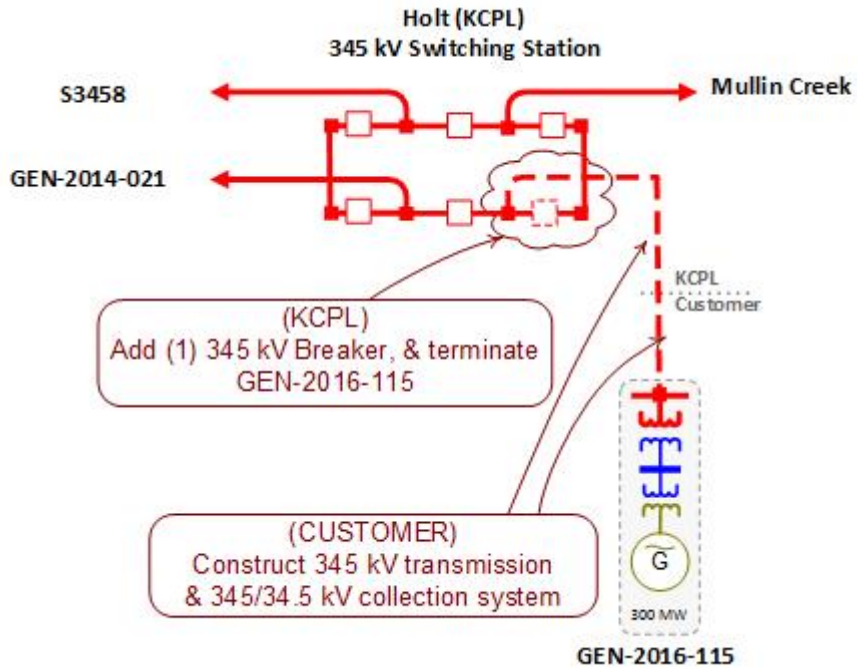 Holt (KCPL)
345 kV Switching Station
S3458
Mullin Creek
GEN-2014-021
KCPL
Customer
(KCPL)
Add (1) 345 kV Breaker, & terminate
GEN-2016-115
(CUSTOMER)
Construct 345 kV transmission
& 345/34.5 kV collection system
G
300 MW
GEN-2016-115